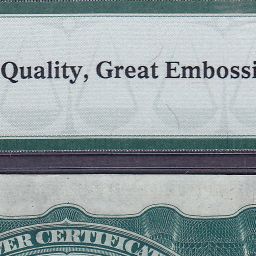 Quality, Great Embossi
ER CERTIFICAT